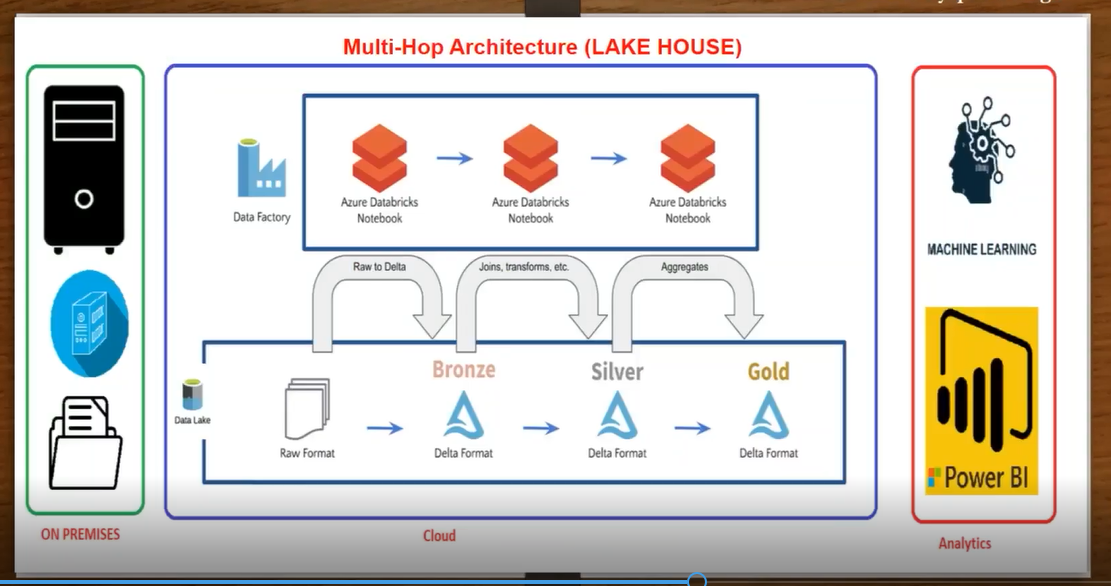 Multi-Hop Architecture (LAKE HOUSE)
Data Factory
Azure Databricks
Notebook
Azure Databricks
Notebook
Azure Databricks
Notebook
Raw to Delta
Joins, transforms, etc.
Aggregates
Data Lake
Raw Format
Bronze
Delta Format
Silver
Delta Format
Gold
Delta Format
MACHINE LEARNING
Power BI
ON PREMISES
Cloud
Analytics